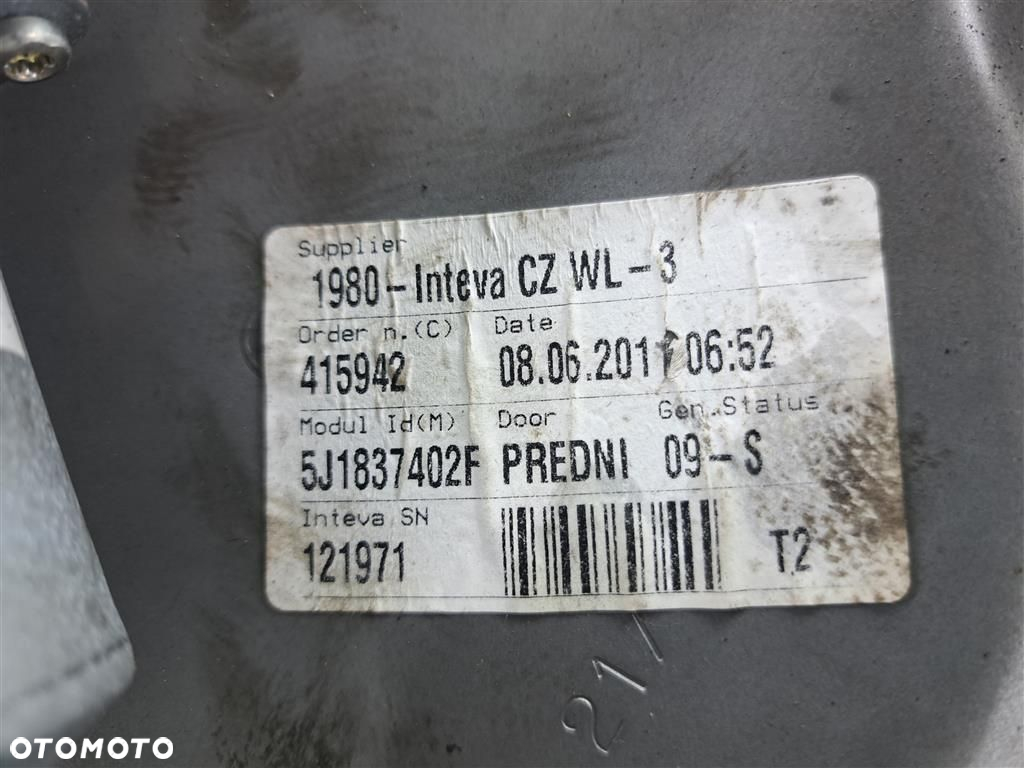 Supplier
1980-Inteva CZ WL-3
Order n.(C) Date
415942 08.06.2011 06:52
Modul Id(M) Door Gen.Status
5J1837402F PREDNI 09-S
Inteva SN
121971 T2
217
OTOMOTO